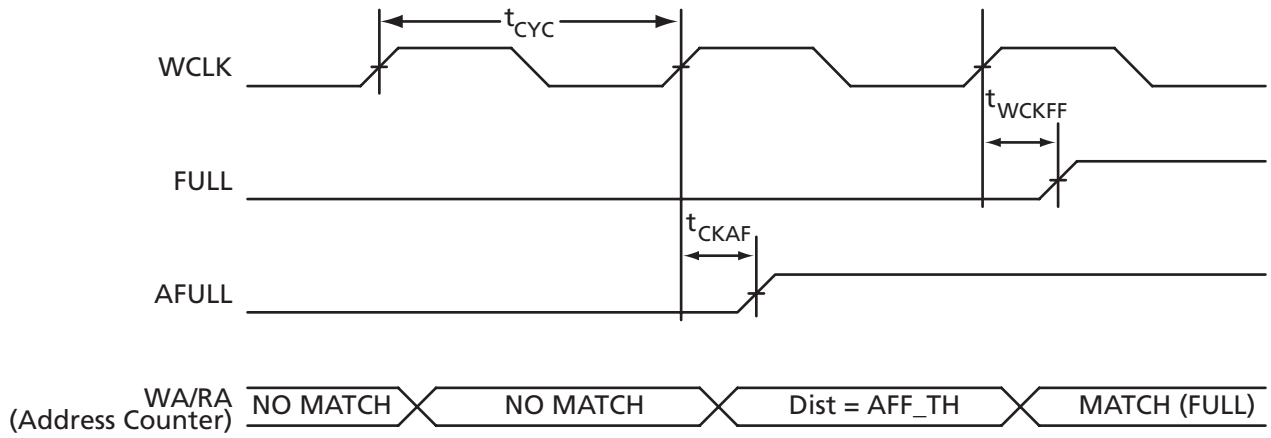 tCYC
WCLK
tWCKFF
FULL
tCKAF
AFULL
WA/RA
(Address Counter)
NO MATCH
NO MATCH
Dist = AFF_TH
MATCH (FULL)